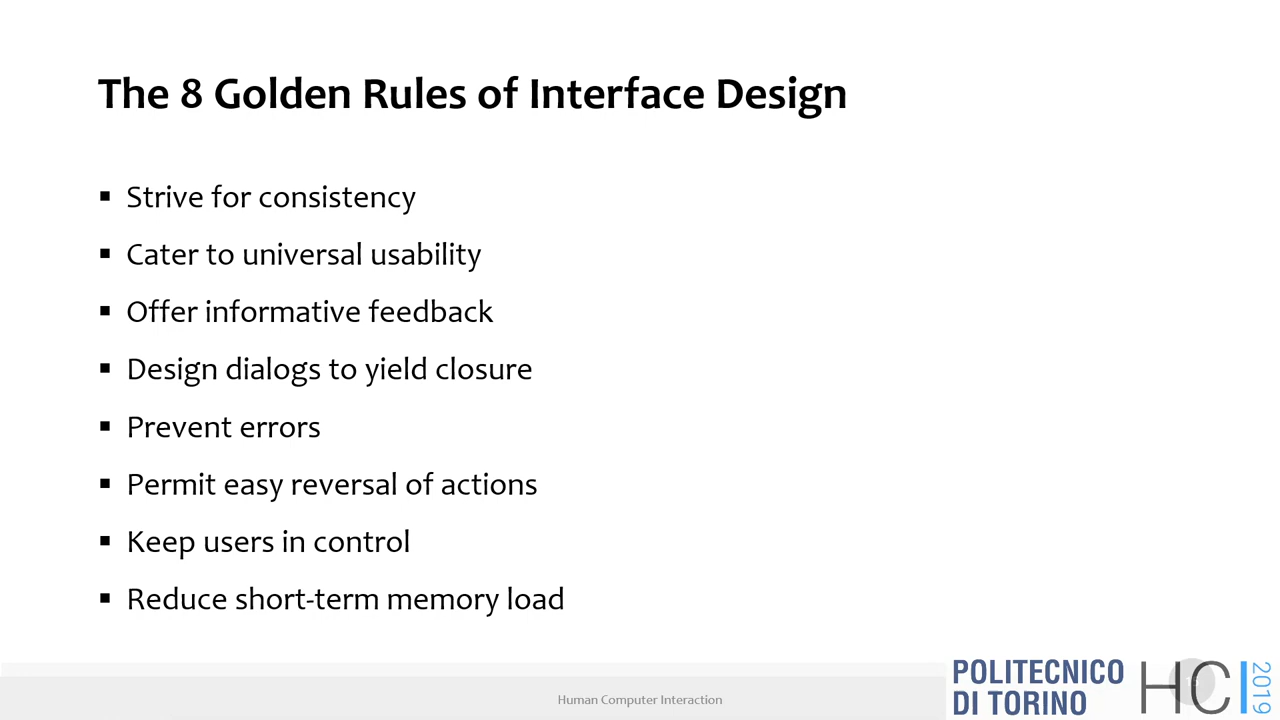 The 8 Golden Rules of Interface Design
▪ Strive for consistency
▪ Cater to universal usability
▪ Offer informative feedback
▪ Design dialogs to yield closure
▪ Prevent errors
▪ Permit easy reversal of actions
▪ Keep users in control
▪ Reduce short-term memory load
Human Computer Interaction
POLITECNICO
DI TORINO
HCI
2019